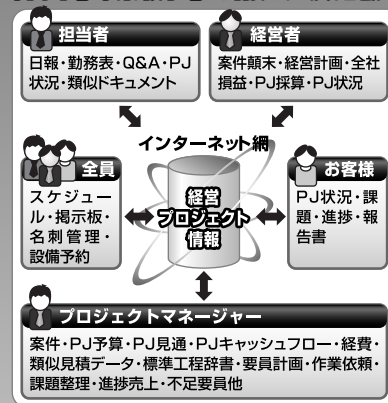 担当者
日報・勤務表・Q&A・PJ
状況・類似ドキュメント
経営者
案件顛末・経営計画・全社
損益・PJ採算・PJ状況
インターネット網
全員
スケジュー
ル・掲示板・
名刺管理・
設備予約
経営
プロジェクト
情報
お客様
PJ状況・課
題・進捗・報
告書
プロジェクトマネージャー
案件・PJ予算・PJ見通・PJキャッシュフロー・経費・
類似見積データ・標準工程辞書・要員計画・作業依頼・
課題整理・進捗売上・不足要員他